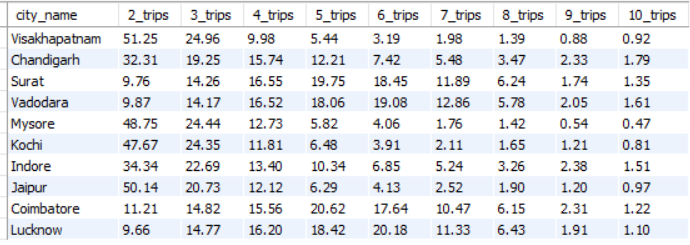 city_name 2_trips 3_trips 4_trips 5_trips 6_trips 7_trips 8_trips 9_trips 10_trips
Visakhapatnam 51.25 24.96 9.98 5.44 3.19 1.98 1.39 0.88 0.92
Chandigarh 32.31 19.25 15.74 12.21 7.42 5.48 3.47 2.33 1.79
Surat 9.76 14.26 16.55 19.75 18.45 11.89 6.24 1.74 1.35
Vadodara 9.87 14.17 16.52 18.06 19.08 12.86 5.78 2.05 1.61
Mysore 48.75 24.44 12.73 5.82 4.06 1.76 1.42 0.54 0.47
Kochi 47.67 24.35 11.81 6.48 3.91 2.11 1.65 1.21 0.81
Indore 34.34 22.69 13.40 10.34 6.85 5.24 3.26 2.38 1.51
Jaipur 50.14 20.73 12.12 6.29 4.13 2.52 1.90 1.20 0.97
Coimbatore 11.21 14.82 15.56 20.62 17.64 10.47 6.15 2.31 1.22
Lucknow 9.66 14.77 16.20 18.42 20.18 11.33 6.43 1.91 1.10